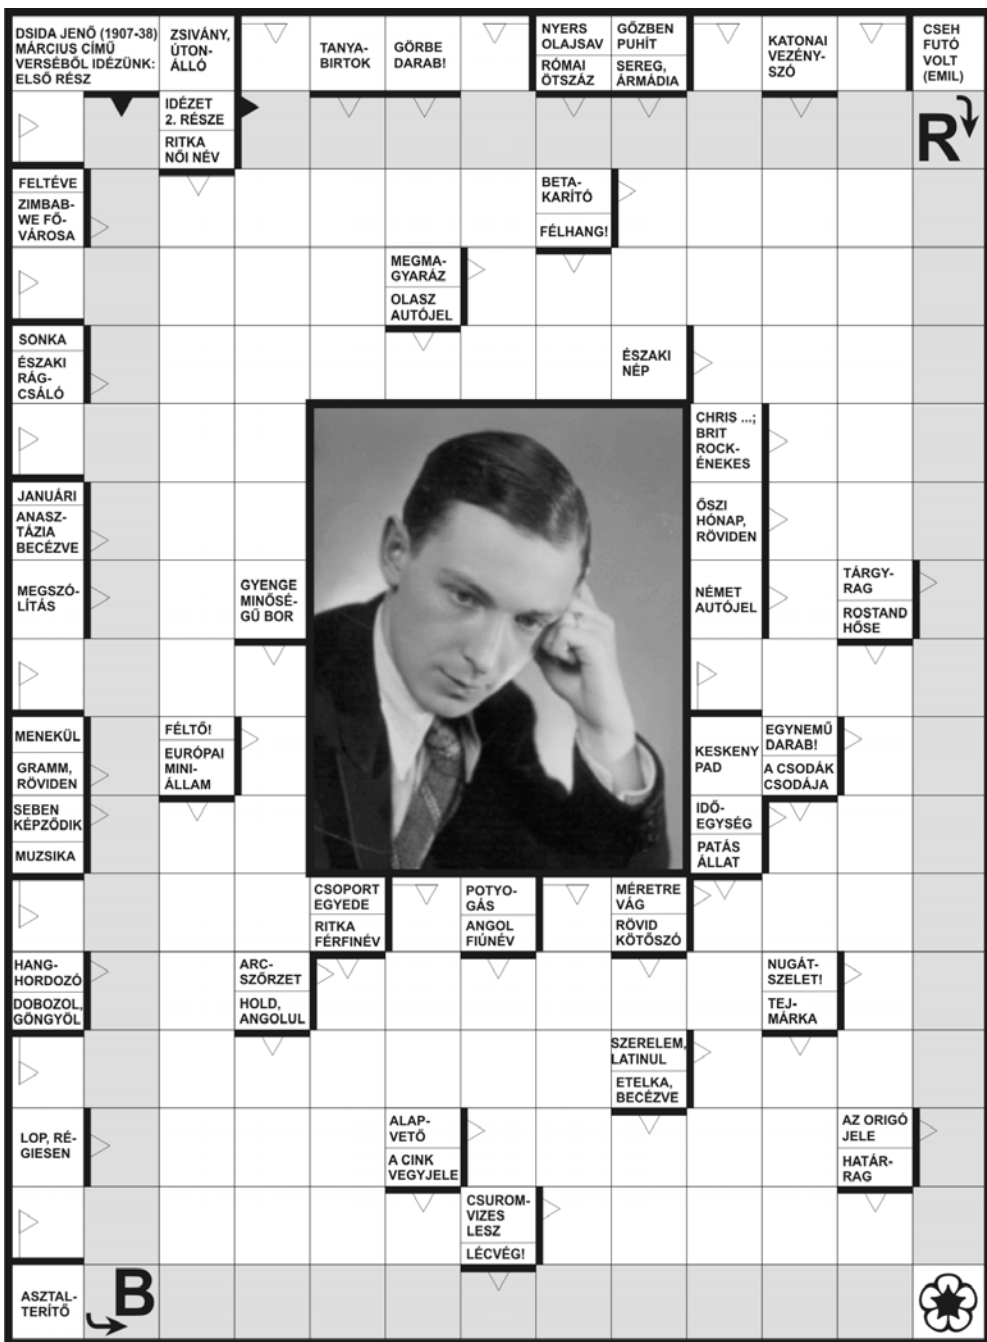 DSIDA JENŐ (1907-38)
MÁRCIUS CÍMŰ
VERSÉBŐL IDÉZÜNK:
ELSŐ RÉSZ
ZSIVÁNY,
ÚTON-
ÁLLÓ
TANYA-
BIRTOK
GÖRBE
DARAB!
NYERS
OLAJSAV
RÓMAI
ÖTSZÁZ
GŐZBEN
PUHÍT
SEREG,
ÁRMÁDIA
KATONAI
VEZÉNY-
SZÓ
CSEH
FUTÓ
VOLT
(EMIL)
IDÉZET
2. RÉSZE
RITKA
NŐI NÉV
R
FELTÉVE
ZIMBAB-
WE FŐ-
VÁROSA
BETA-
KARÍTÓ
FÉLHANG!
MEGMA-
GYARÁZ
OLASZ
AUTÓJEL
SONKA
ÉSZAKI
RÁG-
CSÁLÓ
ÉSZAKI
NÉP
CHRIS ...;
BRIT
ROCK-
ÉNEKES
JANUÁRI
ANASZ-
TÁZIA
BECÉZVE
ŐSZI
HÓNAP,
RÖVIDEN
MEGSZÓ-
LÍTÁS
GYENGE
MINŐSÉ-
GŰ BOR
NÉMET
AUTÓJEL
TÁRGY-
RAG
ROSTAND
HŐSE
MENEKÜL
GRAMM,
RÖVIDEN
FÉLTŐ!
EURÓPAI
MINI-
ÁLLAM
KESKENY
PAD
EGYNEMŰ
DARAB!
A CSODÁK
CSODÁJA
SEBEN
KÉPZŐDIK
MUZSIKA
IDŐ-
EGYSÉG
PATÁS
ÁLLAT
CSOPORT
EGYEDE
RITKA
FÉRFINÉV
POTYO-
GÁS
ANGOL
FIÚNÉV
MÉRETRE
VÁG
RÖVID
KÖTŐSZÓ
HANG-
HORDOZÓ
DOBOZOL,
GÖNGYÖL
ARC-
SZŐRZET
HOLD,
ANGOLUL
NUGÁT-
SZELET!
TEJ-
MÁRKA
SZERELEM,
LATINUL
ETELKA,
BECÉZVE
LOP, RÉ-
GIESEN
ALAP-
VETŐ
A CINK
VEGYJELE
AZ ORIGÓ
JELE
HATÁR-
RAG
CSUROM-
VIZES
LESZ
LÉCVÉG!
ASZTAL-
TERÍTŐ
B